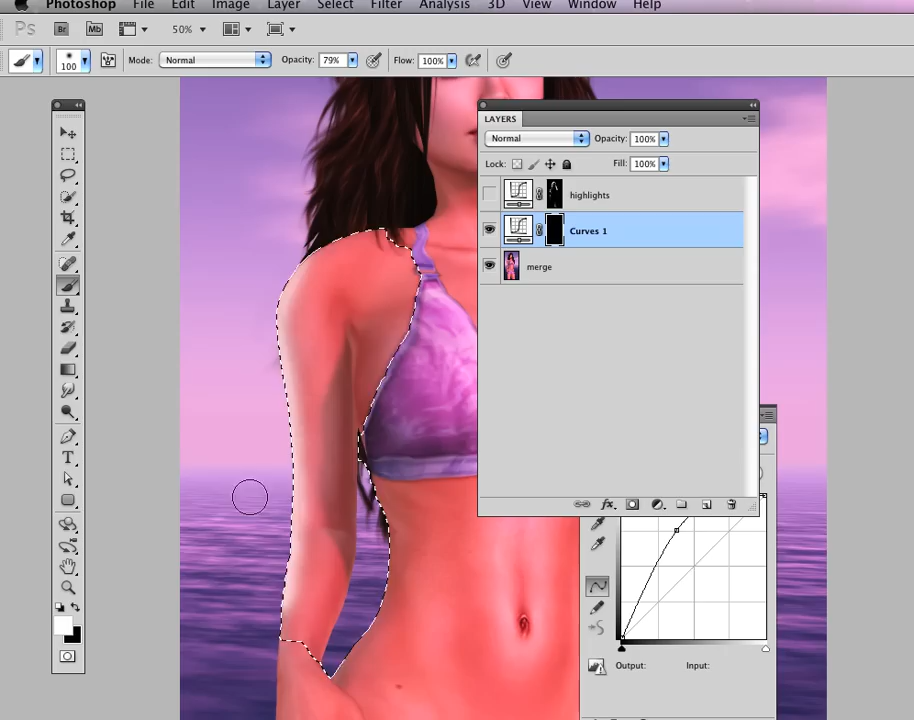 Photoshop File Edit Image Layer Select Filter Analysis 3D View Window Help
Ps Br Mb 50%
100 Mode: Normal Opacity: 79% Flow: 100%
LAYERS
Normal Opacity: 100%
Lock: Fill: 100%
highlights
Curves 1
merge
fx
T
Output: Input: